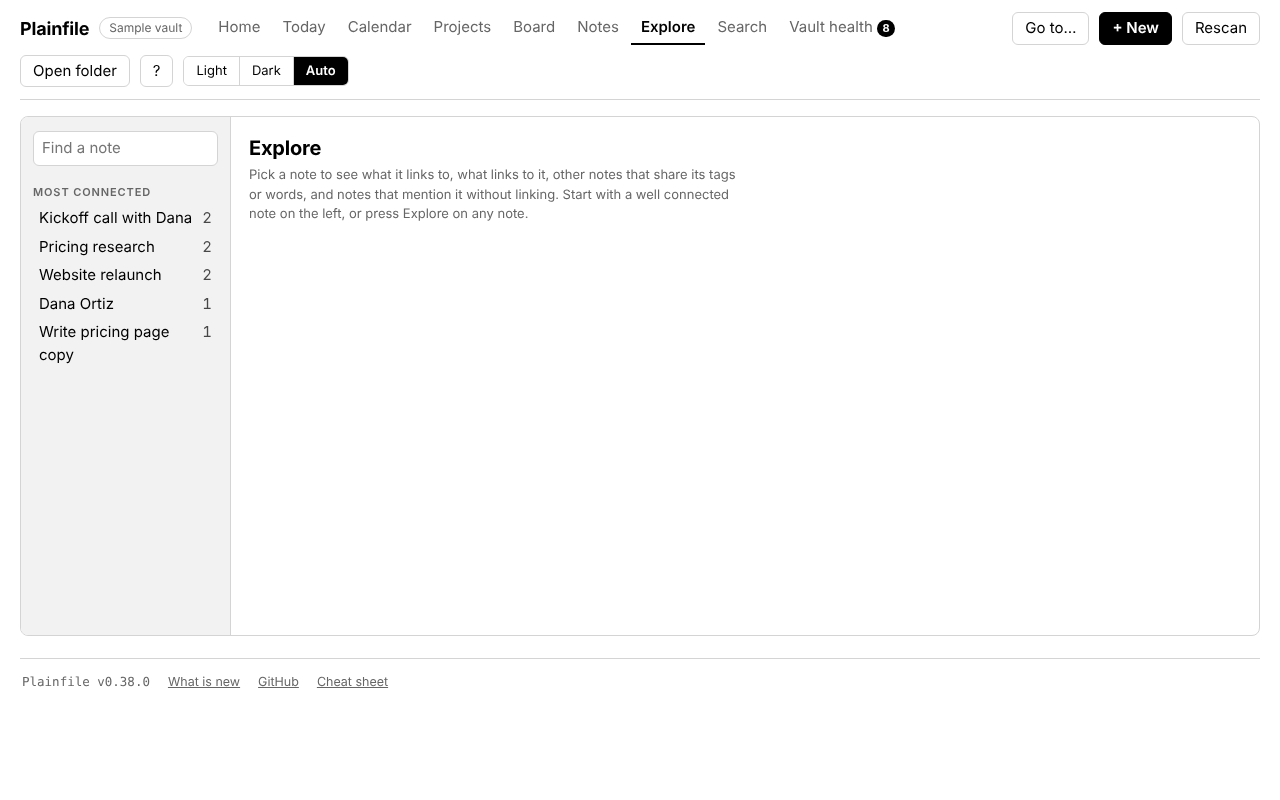 Plainfile Sample vault Home Today Calendar Projects Board Notes Explore Search Vault health 8 Go to... + New Rescan
Open folder ? Light Dark Auto
Find a note
MOST CONNECTED
Kickoff call with Dana 2
Pricing research 2
Website relaunch 2
Dana Ortiz 1
Write pricing page 1
copy
Explore
Pick a note to see what it links to, what links to it, other notes that share its tags
or words, and notes that mention it without linking. Start with a well connected
note on the left, or press Explore on any note.
Plainfile v0.38.0 What is new GitHub Cheat sheet